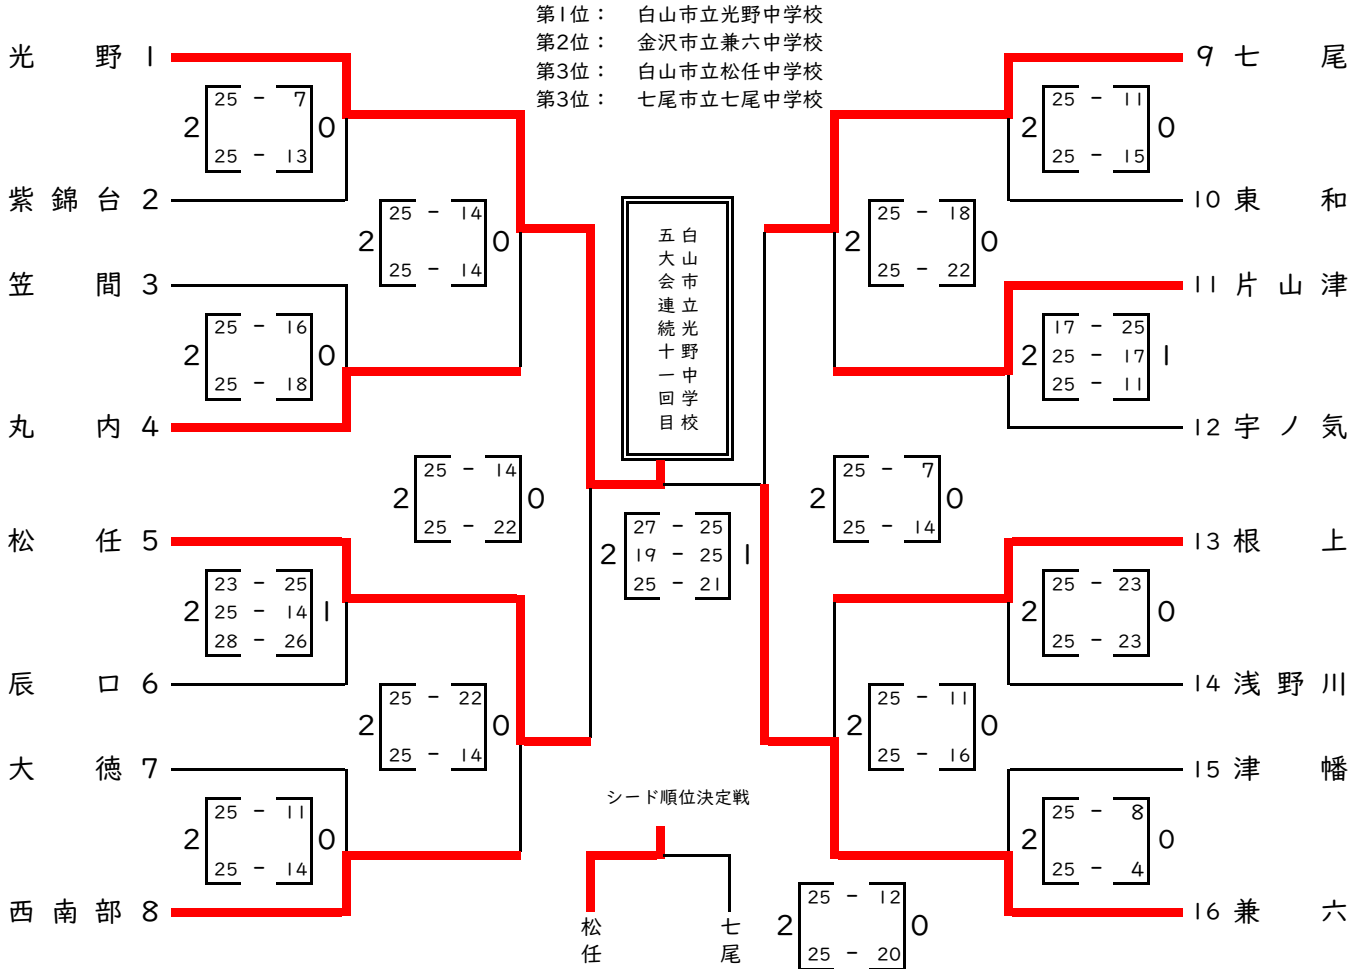 第1位： 白山市立光野中学校
第2位： 金沢市立兼六中学校
第3位： 白山市立松任中学校
第3位： 七尾市立七尾中学校
光野 1
2 25 - 7 0
25 - 13
紫錦台 2
2 25 - 14 0
25 - 14
笠間 3
2 25 - 16 0
25 - 18
丸内 4
2 25 - 14 0
25 - 22
松任 5
23 - 25
2 25 - 14 1
28 - 26
辰口 6
2 25 - 22 0
25 - 14
大徳 7
2 25 - 11 0
25 - 14
西南部 8
白山市立光野中学校
五大会連続十一回目
27 - 25
2 19 - 25 1
25 - 21
9 七尾
2 25 - 11 0
25 - 15
10 東和
2 25 - 18 0
25 - 22
11 片山津
17 - 25
2 25 - 17 1
25 - 11
12 宇ノ気
2 25 - 7 0
25 - 14
13 根上
2 25 - 23 0
25 - 23
14 浅野川
2 25 - 11 0
25 - 16
15 津幡
2 25 - 8 0
25 - 4
16 兼六
シード順位決定戦
松任
七尾
2 25 - 12 0
25 - 20